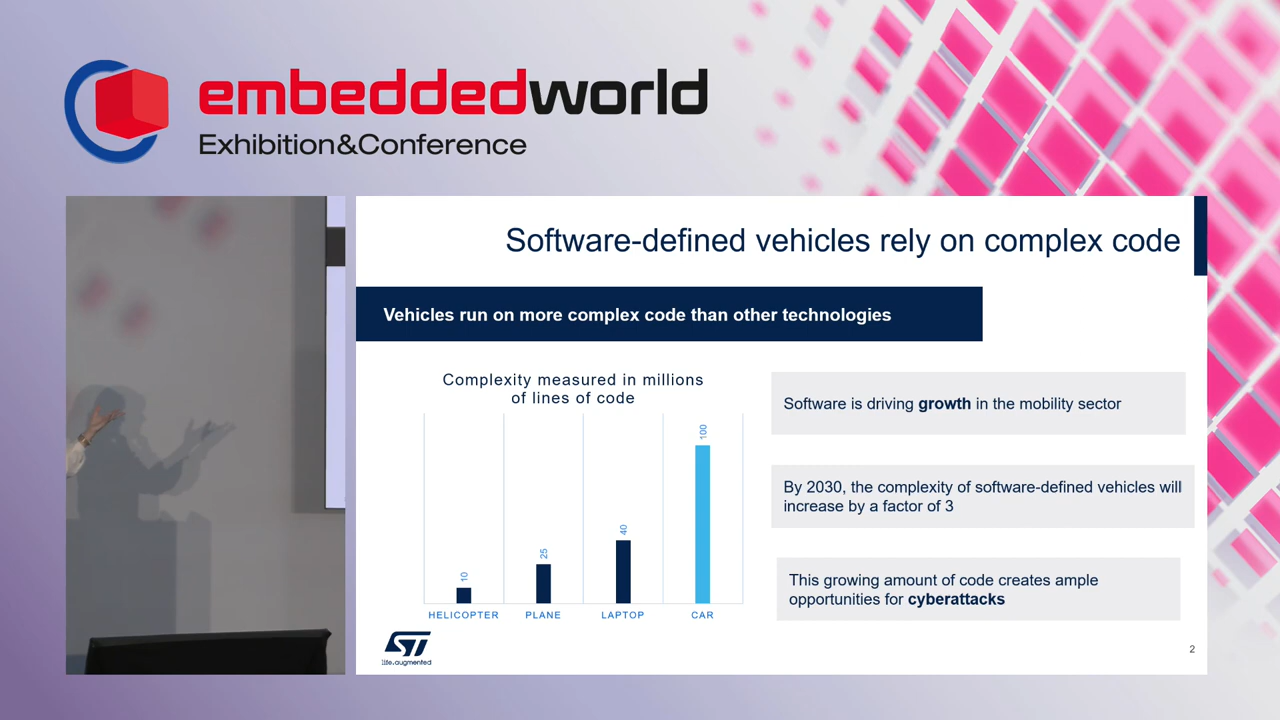 embeddedworld
Exhibition&Conference
Software-defined vehicles rely on complex code
Vehicles run on more complex code than other technologies
Complexity measured in millions
of lines of code
10
25
40
100
HELICOPTER
PLANE
LAPTOP
CAR
Software is driving growth in the mobility sector
By 2030, the complexity of software-defined vehicles will
increase by a factor of 3
This growing amount of code creates ample
opportunities for cyberattacks
ST
life.augmented
2